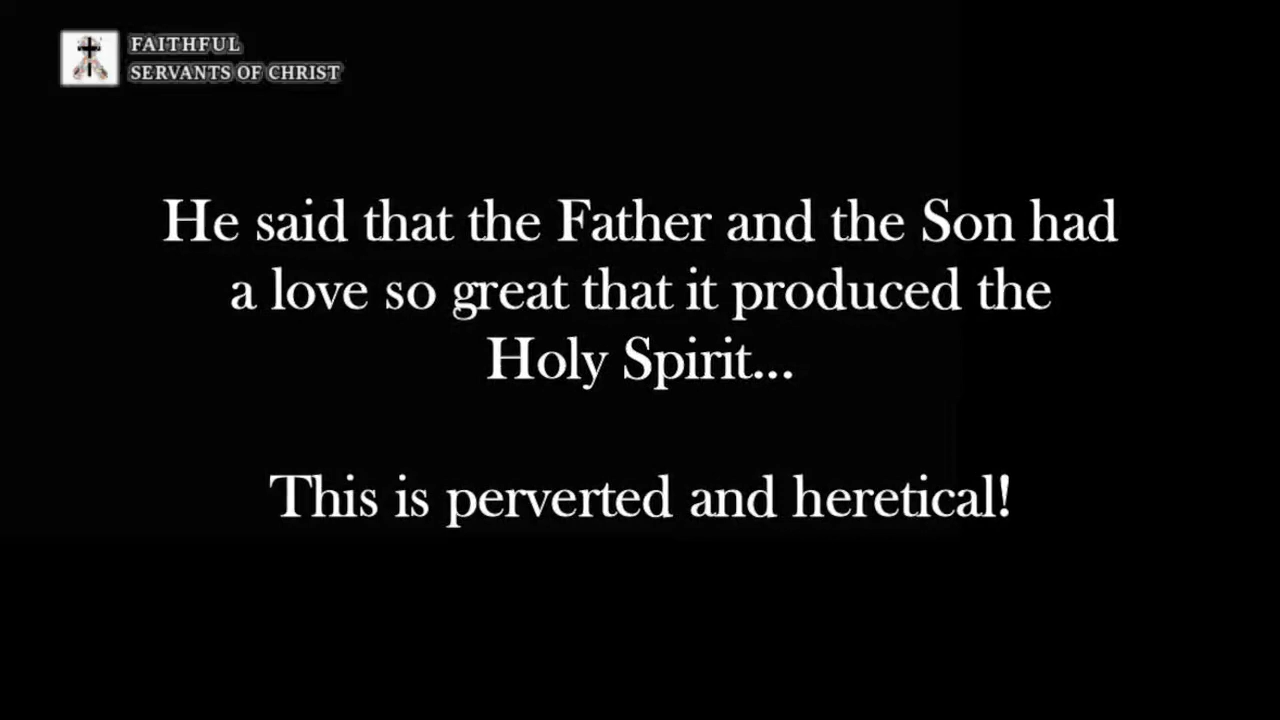 FAITHFUL
SERVANTS OF CHRIST
He said that the Father and the Son had
a love so great that it produced the
Holy Spirit...
This is perverted and heretical!